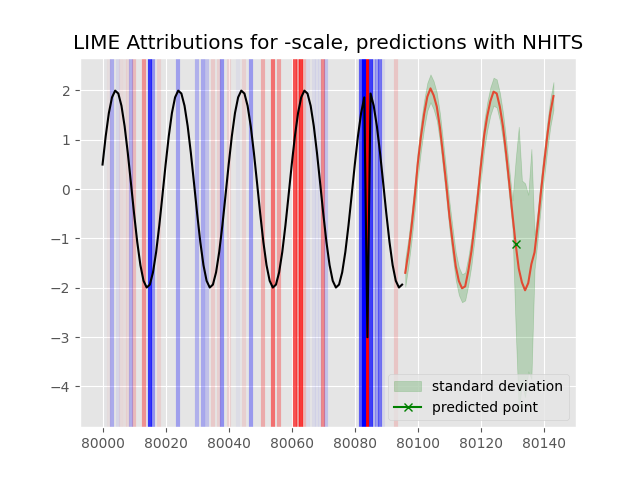 LIME Attributions for -scale, predictions with NHITS
2
1
0
−1
−2
−3
−4
standard deviation
predicted point
80000 80020 80040 80060 80080 80100 80120 80140